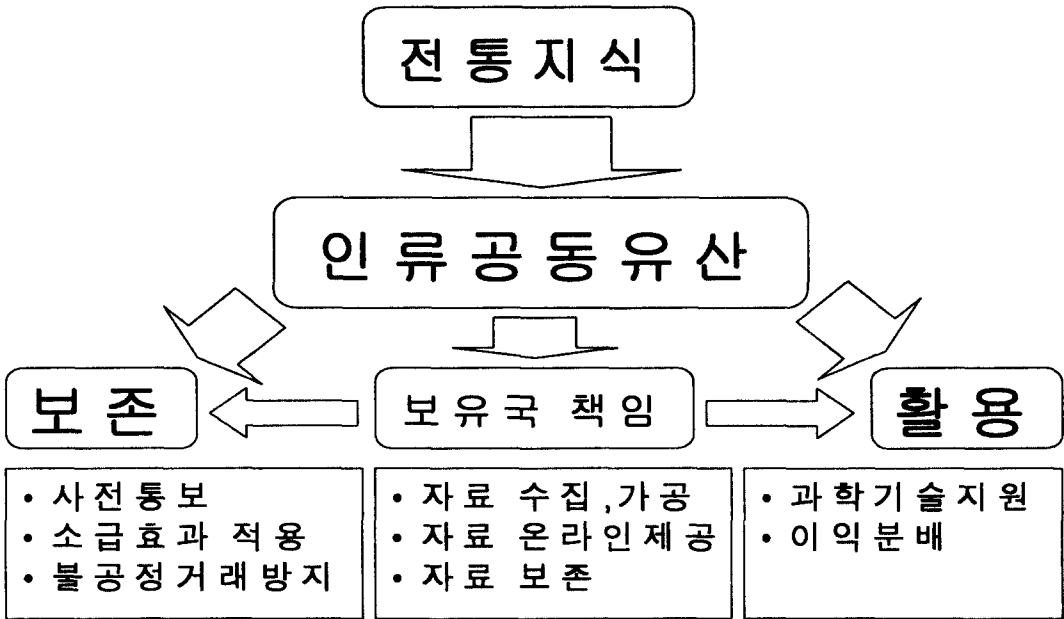 전통지식
인류공동유산
보존
보유국 책임
활용
• 사전통보
• 소급효과 적용
• 불공정거래방지
• 자료 수집,가공
• 자료 온라인제공
• 자료 보존
• 과학기술지원
• 이익분배